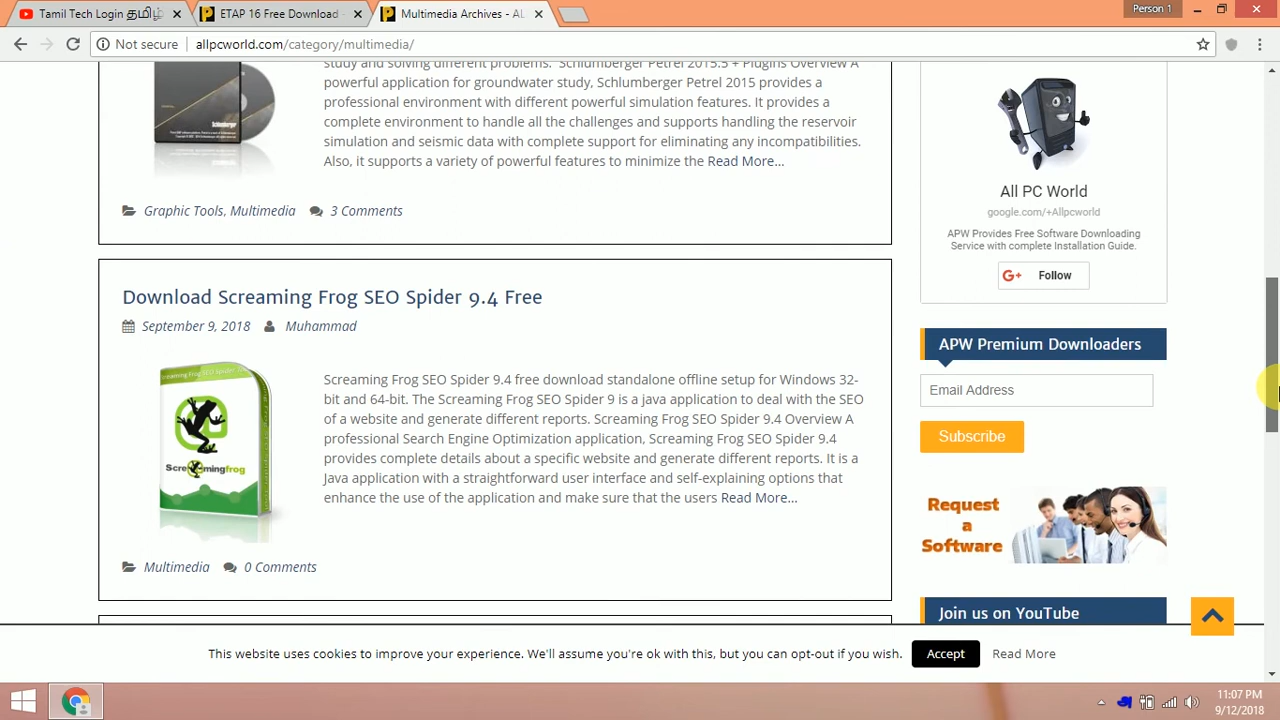 Tamil Tech Login தமிழ்
ETAP 16 Free Download -
Multimedia Archives - AL
Person 1
Not secure
allpcworld.com/category/multimedia/
study and solving different problems. Schlumberger Petrel 2015.5 + Plugins Overview A
powerful application for groundwater study, Schlumberger Petrel 2015 provides a
professional environment with different powerful simulation features. It provides a
complete environment to handle all the challenges and supports handling the reservoir
simulation and seismic data with complete support for eliminating any incompatibilities.
Also, it supports a variety of powerful features to minimize the Read More...
Graphic Tools, Multimedia
3 Comments
Download Screaming Frog SEO Spider 9.4 Free
September 9, 2018
Muhammad
Screaming Frog SEO Spider 9.4 free download standalone offline setup for Windows 32-
bit and 64-bit. The Screaming Frog SEO Spider 9 is a java application to deal with the SEO
of a website and generate different reports. Screaming Frog SEO Spider 9.4 Overview A
professional Search Engine Optimization application, Screaming Frog SEO Spider 9.4
provides complete details about a specific website and generate different reports. It is a
Java application with a straightforward user interface and self-explaining options that
enhance the use of the application and make sure that the users Read More...
Screamingfrog
Multimedia
0 Comments
All PC World
google.com/+Allpcworld
APW Provides Free Software Downloading
Service with complete Installation Guide.
G+ Follow
APW Premium Downloaders
Email Address
Subscribe
Request
a
Software
Join us on YouTube
This website uses cookies to improve your experience. We'll assume you're ok with this, but you can opt-out if you wish.
Accept
Read More
11:07 PM
9/12/2018